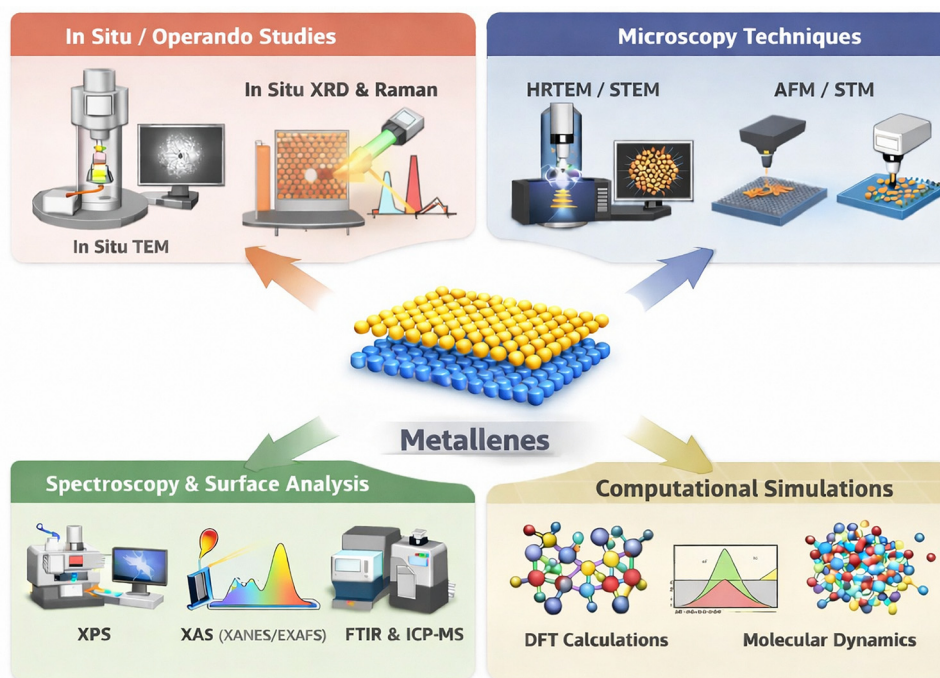 In Situ / Operando Studies
Microscopy Techniques
In Situ XRD & Raman
HRTEM / STEM
AFM / STM
In Situ TEM
Metallenes
Spectroscopy & Surface Analysis
Computational Simulations
XPS
XAS (XANES/EXAFS)
FTIR & ICP-MS
DFT Calculations
Molecular Dynamics